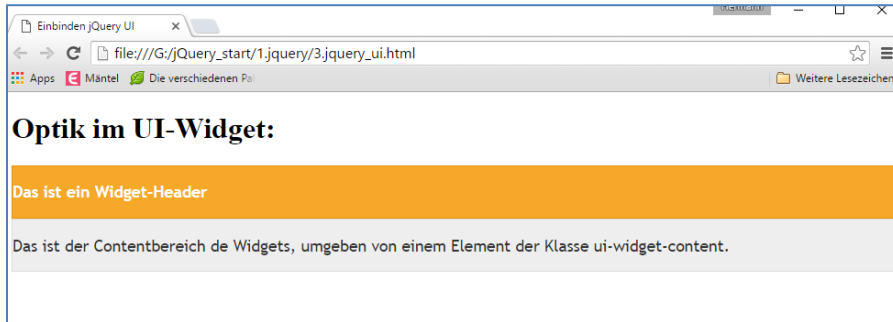 Einbinden jQuery UI
Hermann
file:///G:/jQuery_start/1.jquery/3.jquery_ui.html
Apps Mäntel Die verschiedenen Pa
Weitere Lesezeichen
Optik im UI-Widget:
Das ist ein Widget-Header
Das ist der Contentbereich de Widgets, umgeben von einem Element der Klasse ui-widget-content.